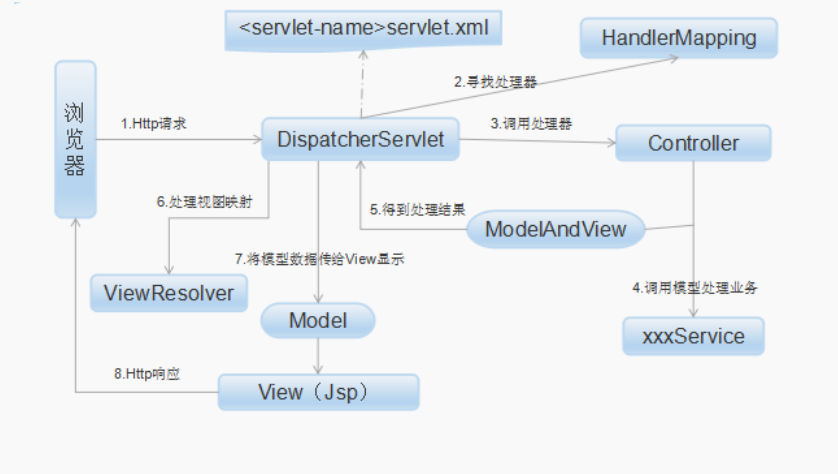 <servlet-name>servlet.xml
HandlerMapping
浏
览
器
1.Http请求
2.寻找处理器
DispatcherServlet
3.调用处理器
Controller
6.处理视图映射
5.得到处理结果
ModelAndView
7.将模型数据传给View显示
ViewResolver
4.调用模型处理业务
Model
xxxService
8.Http响应
View（Jsp）